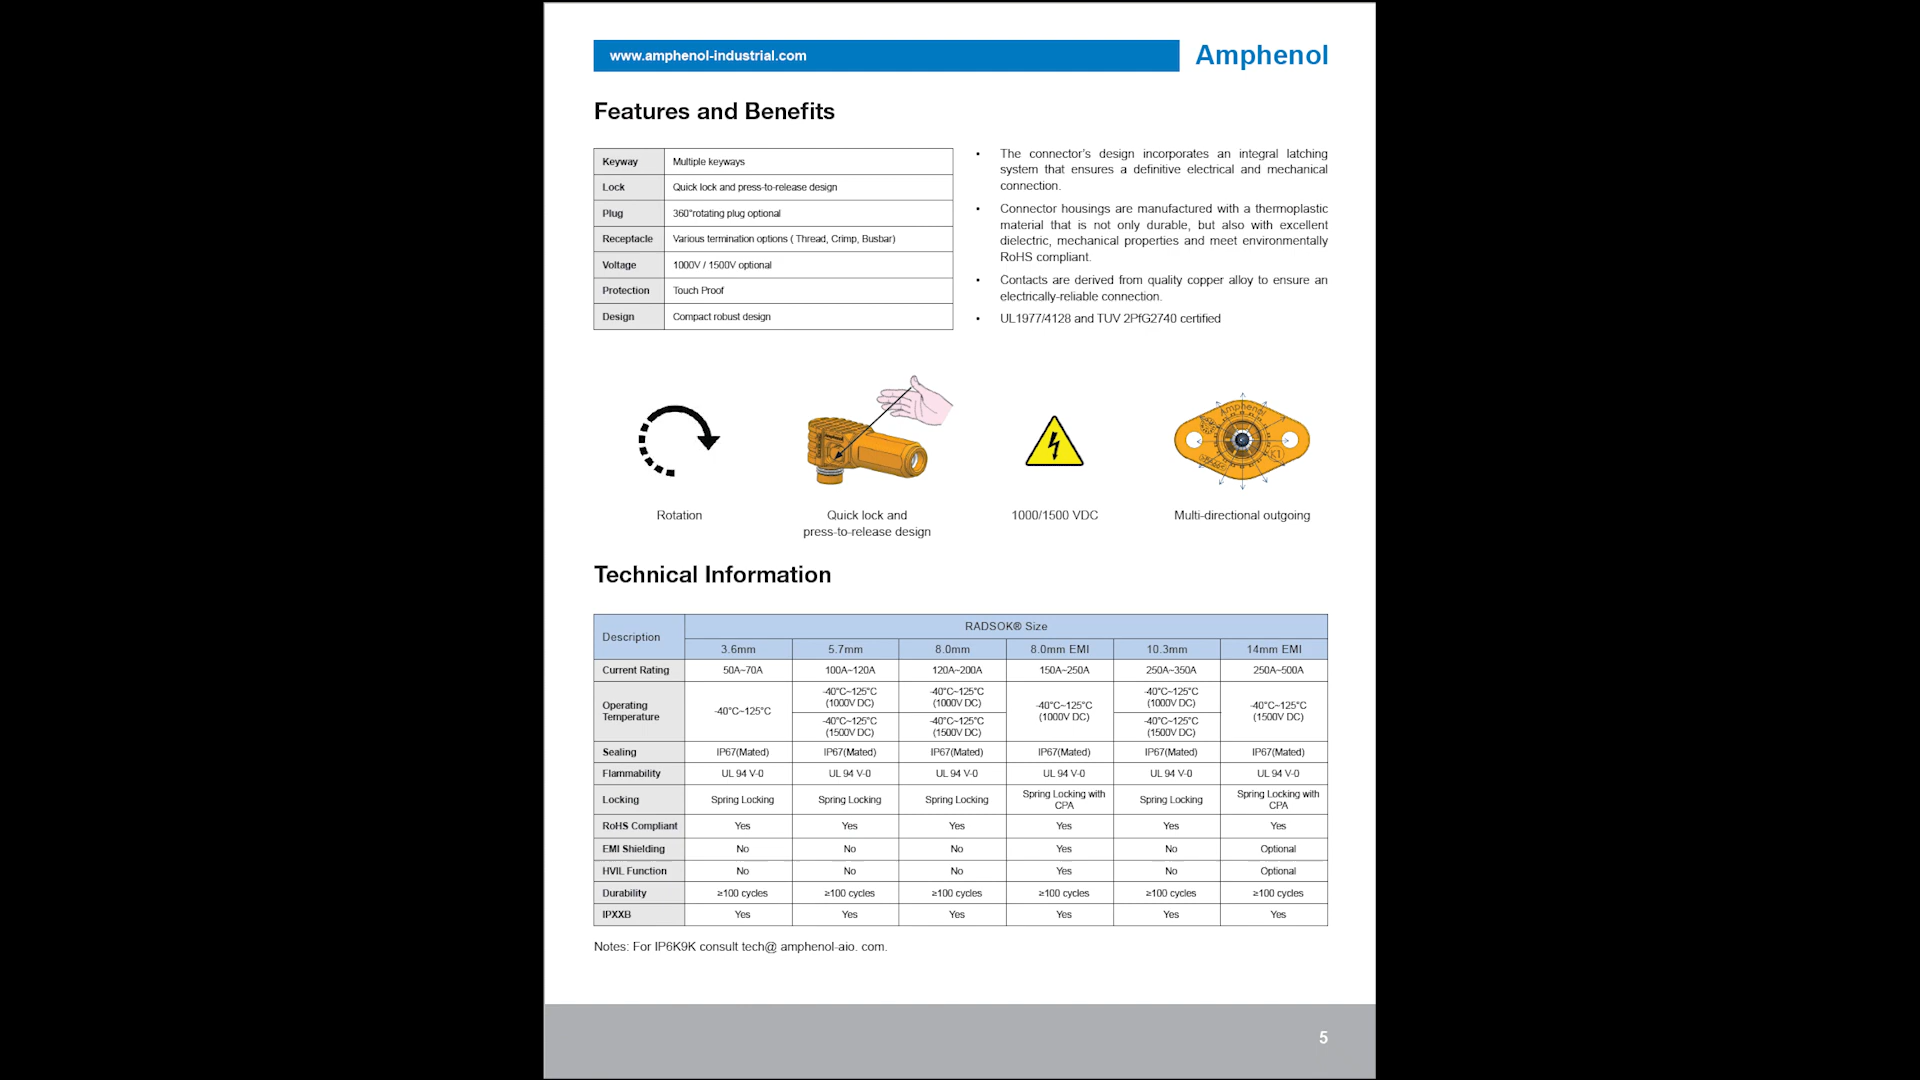 www.amphenol-industrial.com
Amphenol
Features and Benefits
Keyway Multiple keyways
Lock Quick lock and press-to-release design
Plug 360°rotating plug optional
Receptacle Various termination options ( Thread, Crimp, Busbar)
Voltage 1000V / 1500V optional
Protection Touch Proof
Design Compact robust design
• The connector's design incorporates an integral latching
system that ensures a definitive electrical and mechanical
connection.
• Connector housings are manufactured with a thermoplastic
material that is not only durable, but also with excellent
dielectric, mechanical properties and meet environmentally
RoHS compliant.
• Contacts are derived from quality copper alloy to ensure an
electrically-reliable connection.
• UL1977/4128 and TUV 2PfG2740 certified
Amphenol
K1
Rotation
Quick lock and
press-to-release design
1000/1500 VDC
Multi-directional outgoing
Technical Information
Description RADSOK® Size
3.6mm 5.7mm 8.0mm 8.0mm EMI 10.3mm 14mm EMI
Current Rating 50A~70A 100A~120A 120A~200A 150A~250A 250A~350A 250A~500A
Operating Temperature -40°C~125°C -40°C~125°C (1000V DC) -40°C~125°C (1000V DC) -40°C~125°C (1000V DC) -40°C~125°C (1000V DC) -40°C~125°C (1500V DC)
-40°C~125°C (1500V DC) -40°C~125°C (1500V DC) -40°C~125°C (1500V DC)
Sealing IP67(Mated) IP67(Mated) IP67(Mated) IP67(Mated) IP67(Mated) IP67(Mated)
Flammability UL 94 V-0 UL 94 V-0 UL 94 V-0 UL 94 V-0 UL 94 V-0 UL 94 V-0
Locking Spring Locking Spring Locking Spring Locking Spring Locking with CPA Spring Locking Spring Locking with CPA
RoHS Compliant Yes Yes Yes Yes Yes Yes
EMI Shielding No No No Yes No Optional
HVIL Function No No No Yes No Optional
Durability ≥100 cycles ≥100 cycles ≥100 cycles ≥100 cycles ≥100 cycles ≥100 cycles
IPXXB Yes Yes Yes Yes Yes Yes
Notes: For IP6K9K consult tech@ amphenol-aio. com.
5